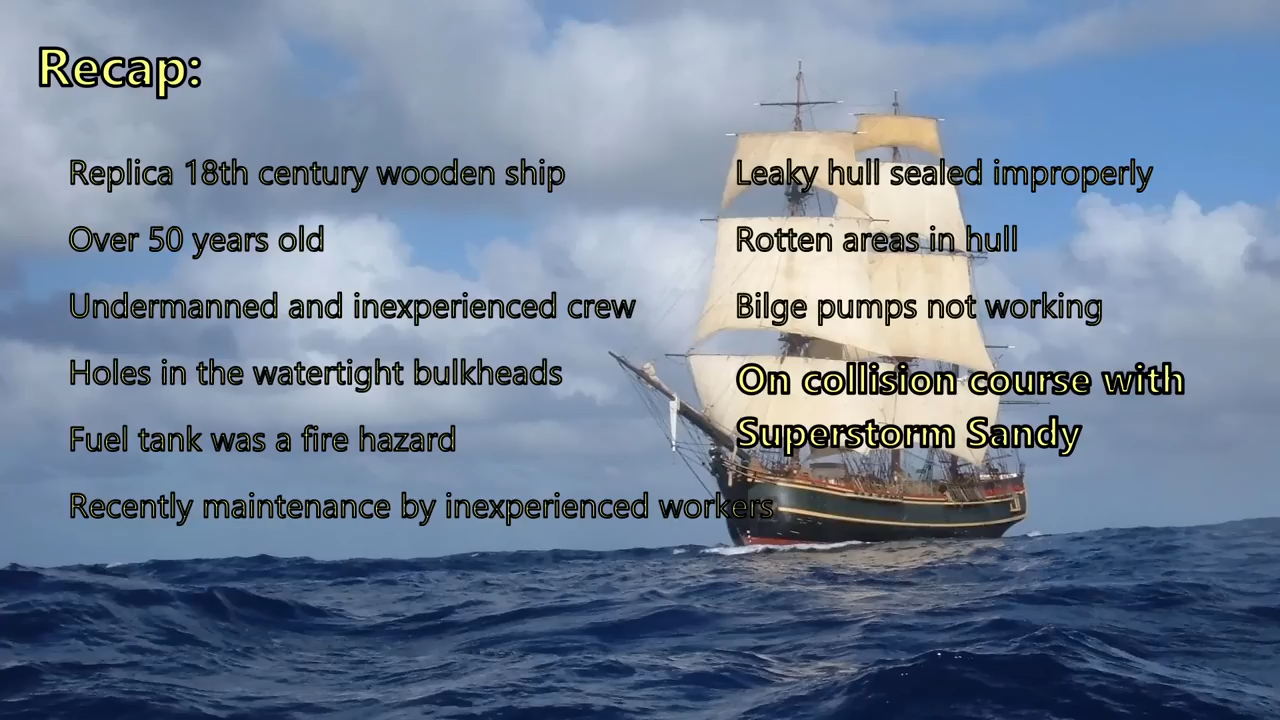 Recap:
Replica 18th century wooden ship
Over 50 years old
Undermanned and inexperienced crew
Holes in the watertight bulkheads
Fuel tank was a fire hazard
Recently maintenance by inexperienced workers
Leaky hull sealed improperly
Rotten areas in hull
Bilge pumps not working
On collision course with
Superstorm Sandy